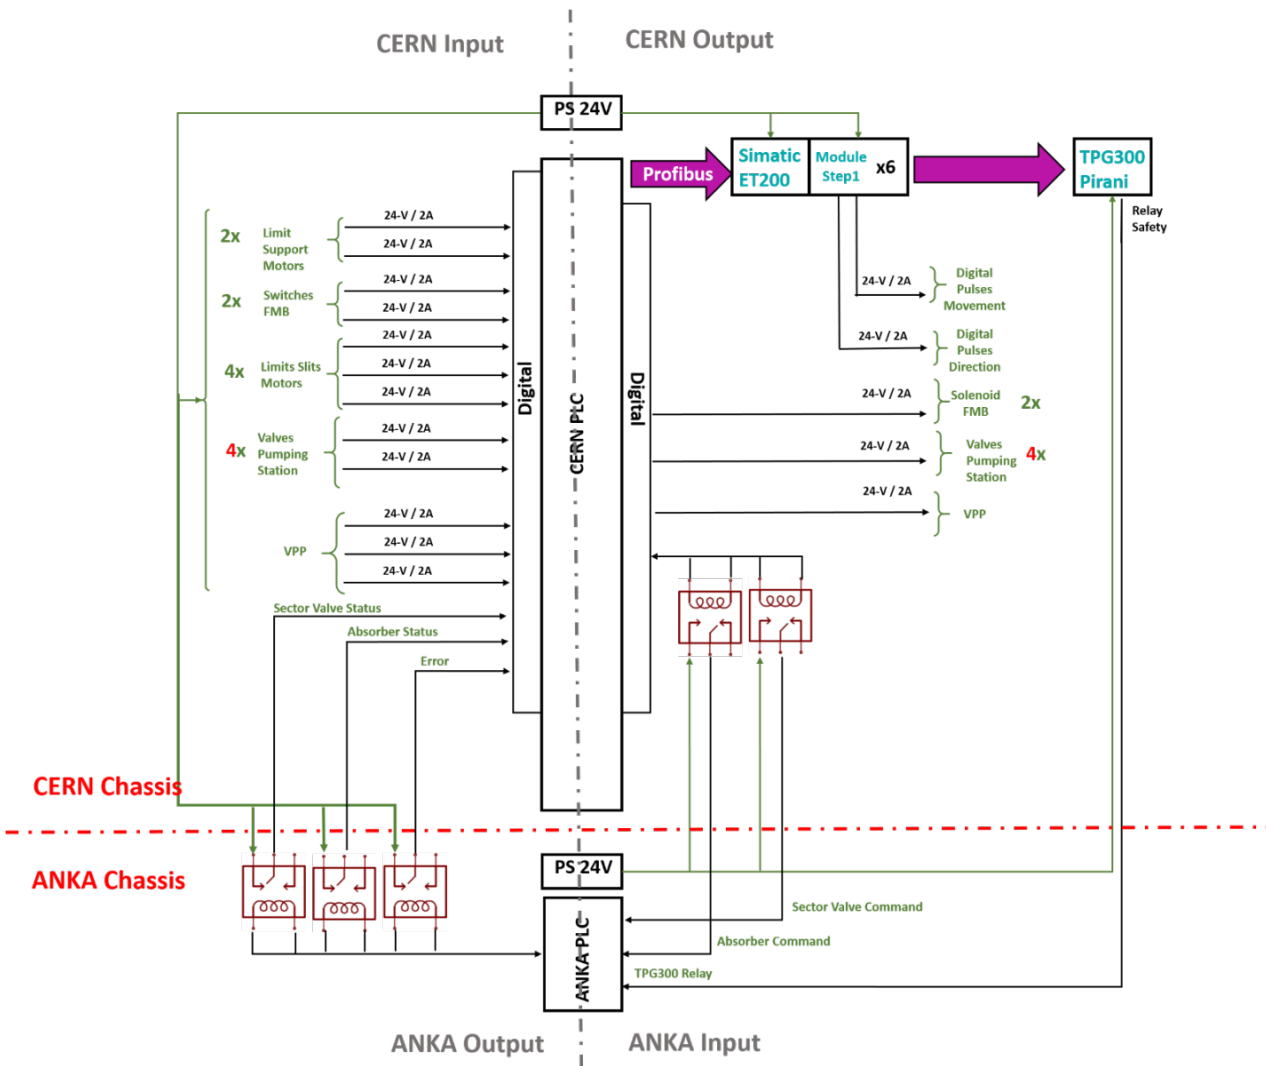 CERN Input
CERN Output
PS 24V
Profibus
Simatic
ET200
Module
Step1
x6
TPG300
Pirani
Relay
Safety
2x
Limit
Support
Motors
24-V / 2A
24-V / 2A
2x
Switches
FMB
24-V / 2A
24-V / 2A
4x
Limits Slits
Motors
24-V / 2A
24-V / 2A
24-V / 2A
4x
Valves
Pumping
Station
24-V / 2A
24-V / 2A
VPP
24-V / 2A
24-V / 2A
24-V / 2A
Sector Valve Status
Absorber Status
Error
Digital
CERN PLC
Digital
24-V / 2A
Digital
Pulses
Movement
24-V / 2A
Digital
Pulses
Direction
24-V / 2A
Solenoid
FMB
2x
24-V / 2A
Valves
Pumping
Station
4x
24-V / 2A
VPP
CERN Chassis
ANKA Chassis
PS 24V
ANKA PLC
Sector Valve Command
Absorber Command
TPG300 Relay
ANKA Output
ANKA Input